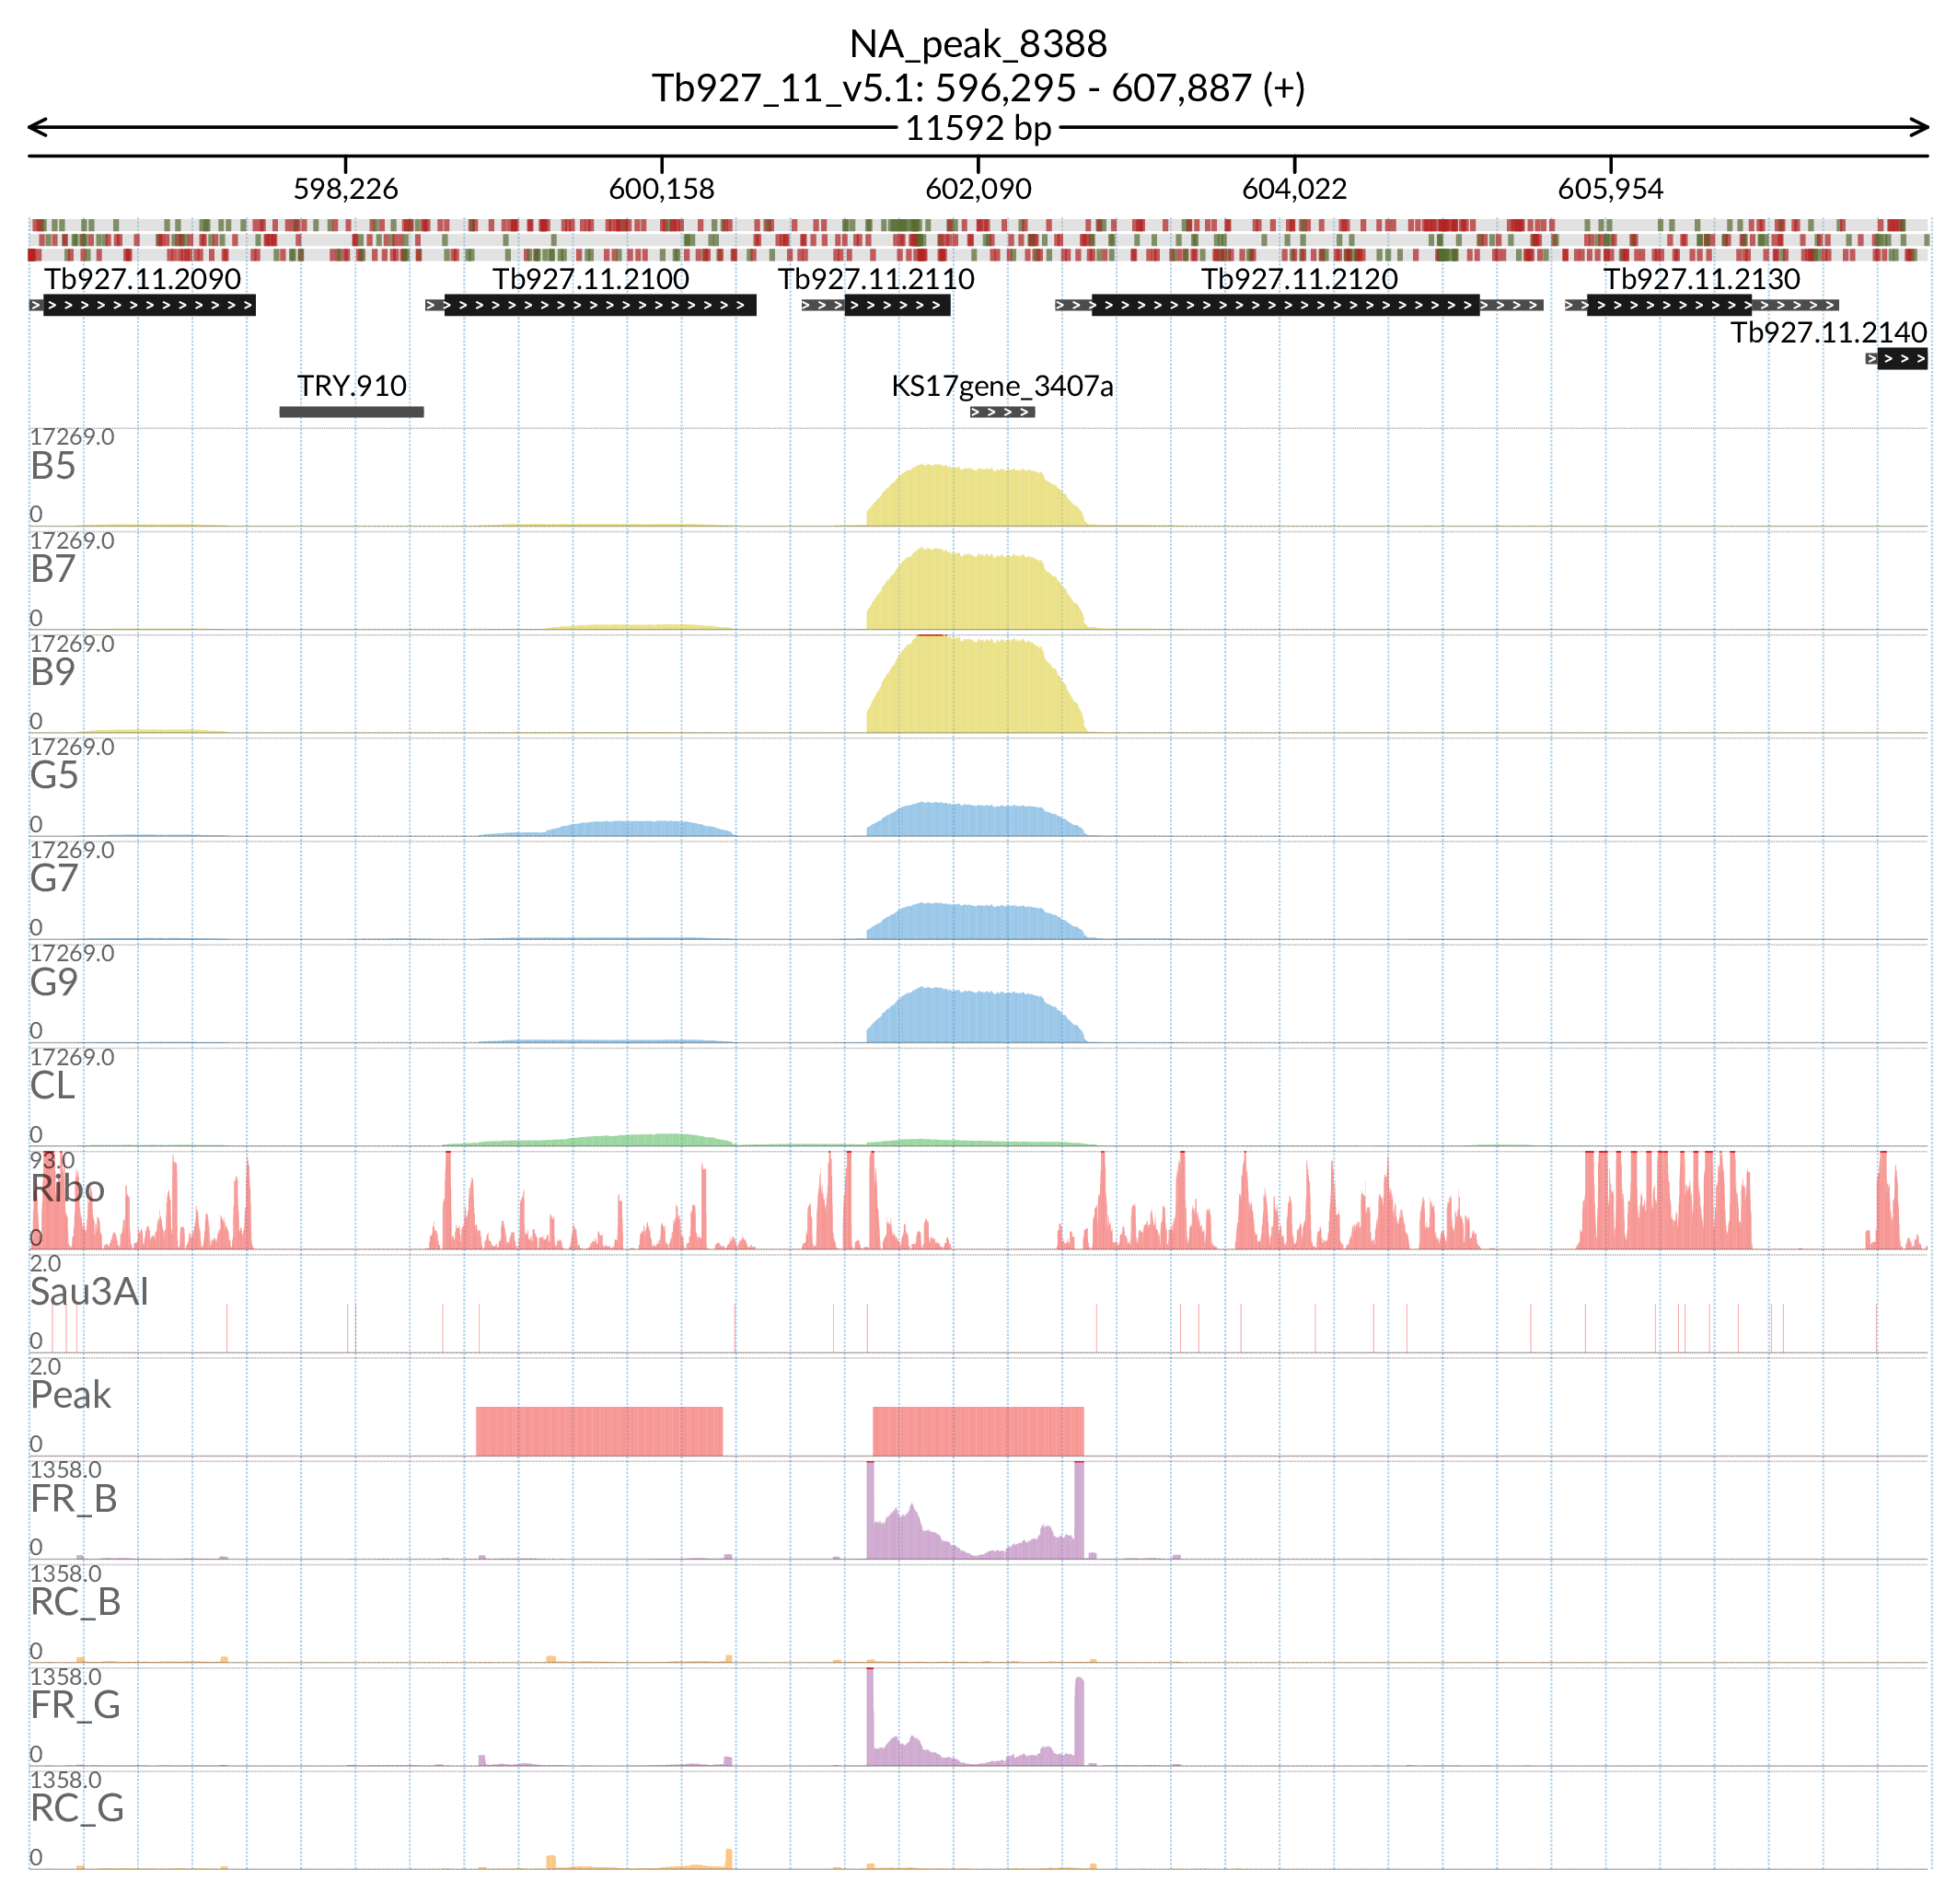 NA_peak_8388
Tb927_11_v5.1: 596,295 - 607,887 (+)
11592 bp
598,226 600,158 602,090 604,022 605,954
Tb927.11.2090 Tb927.11.2100 Tb927.11.2110 Tb927.11.2120 Tb927.11.2130
Tb927.11.2140
TRY.910 KS17gene_3407a
17269.0
B5
0
17269.0
B7
0
17269.0
B9
0
17269.0
G5
0
17269.0
G7
0
17269.0
G9
0
17269.0
CL
0
93.0
Ribo
0
2.0
Sau3AI
0
2.0
Peak
0
1358.0
FR_B
0
1358.0
RC_B
0
1358.0
FR_G
0
1358.0
RC_G
0